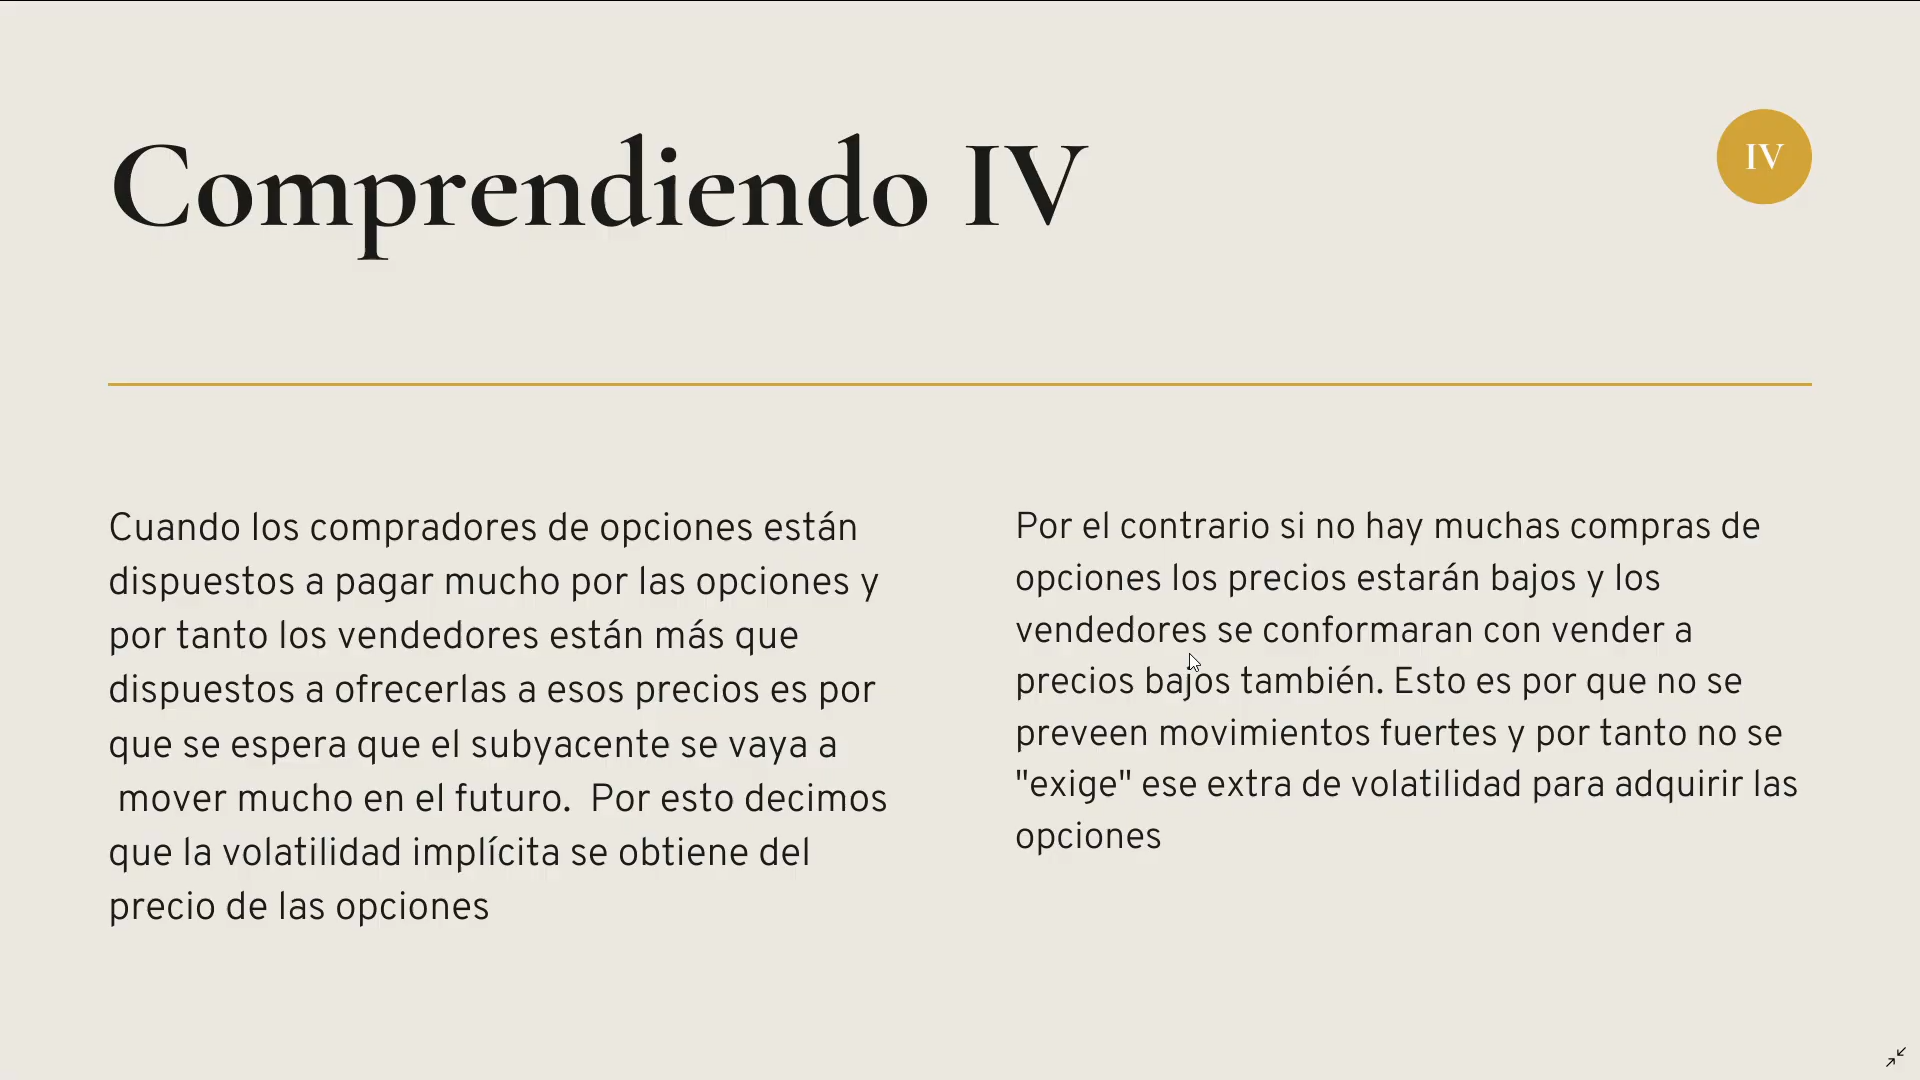 Comprendiendo IV
IV
Cuando los compradores de opciones están
dispuestos a pagar mucho por las opciones y
por tanto los vendedores están más que
dispuestos a ofrecerlas a esos precios es por
que se espera que el subyacente se vaya a
mover mucho en el futuro.  Por esto decimos
que la volatilidad implícita se obtiene del
precio de las opciones
Por el contrario si no hay muchas compras de
opciones los precios estarán bajos y los
vendedores se conformaran con vender a
precios bajos también. Esto es por que no se
preveen movimientos fuertes y por tanto no se
"exige" ese extra de volatilidad para adquirir las
opciones